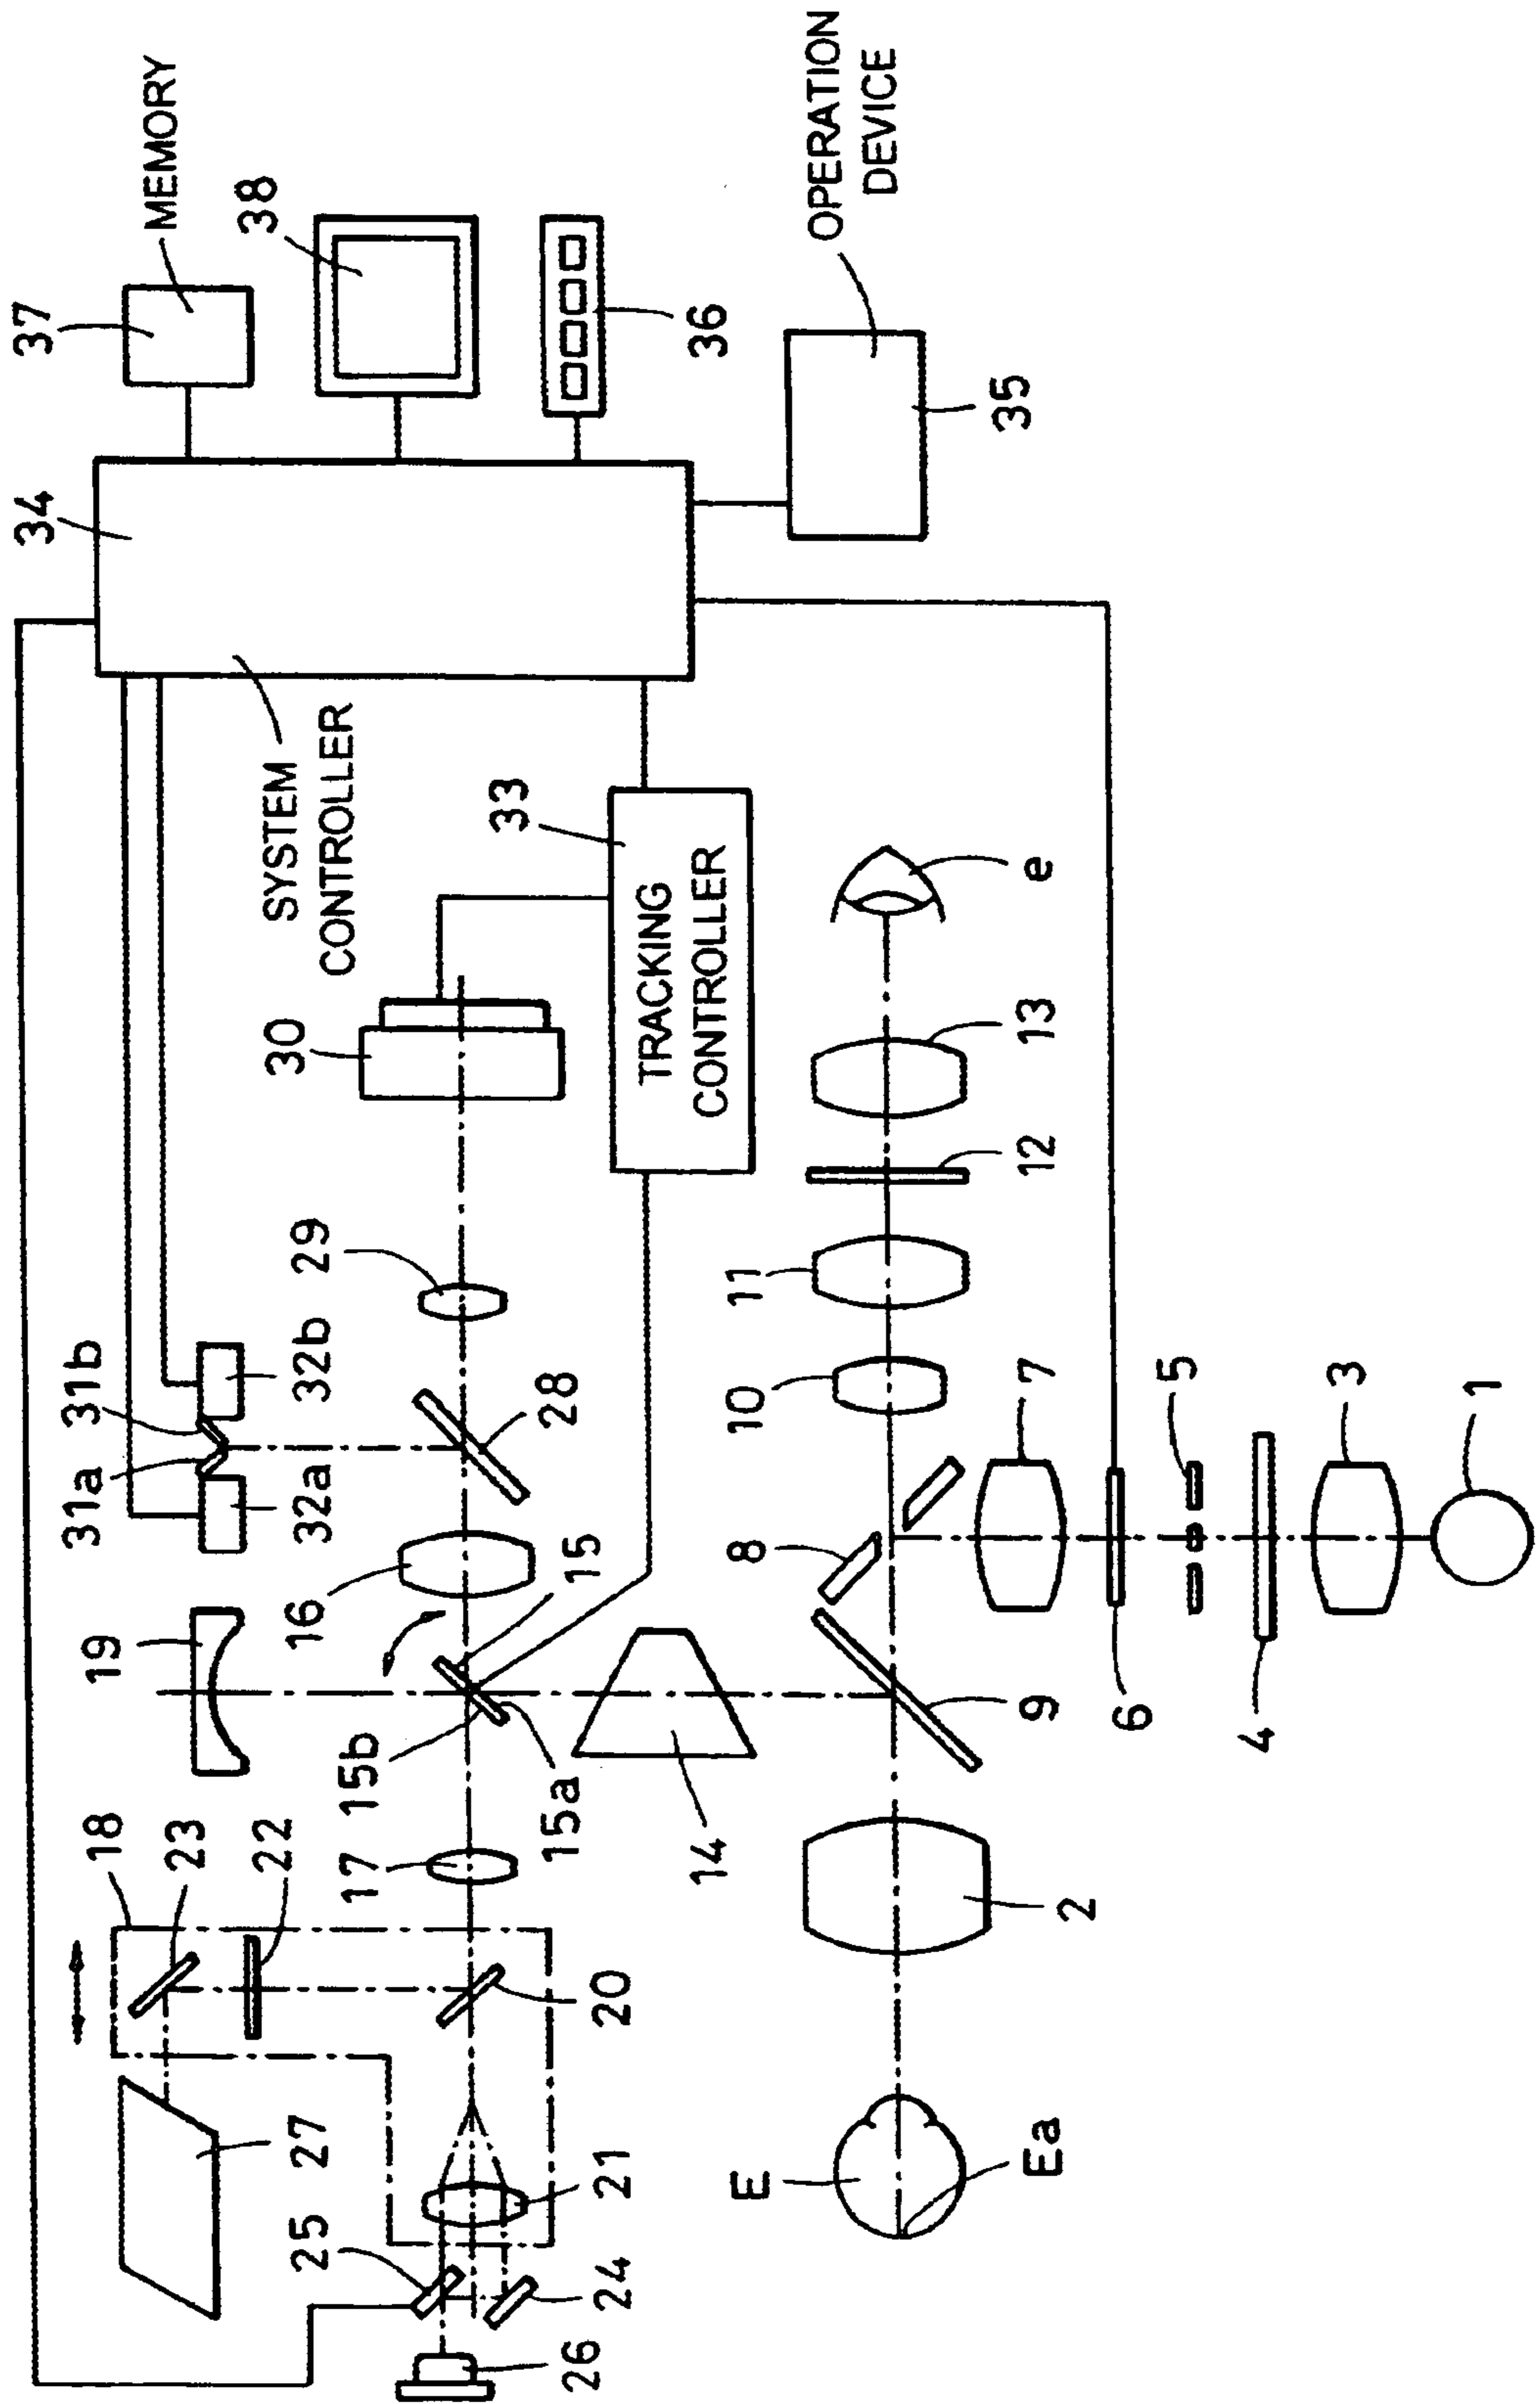 37
MEMORY
38
36
OPERATION
DEVICE
35
34
SYSTEM
CONTROLLER
33
TRACKING
CONTROLLER
30
e
13
12
11
10
29
31b
31a
32b
32a
28
7
5
3
1
8
16
15
19
15b
15a
14
9
6
4
18
23
22
17
20
2
27
25
21
24
26
E
Ea